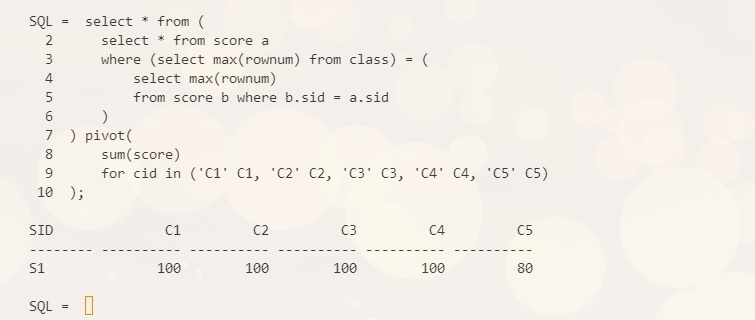 SQL =  select * from (
  2      select * from score a
  3      where (select max(rownum) from class) = (
  4          select max(rownum)
  5          from score b where b.sid = a.sid
  6      )
  7  ) pivot(
  8      sum(score)
  9      for cid in ('C1' C1, 'C2' C2, 'C3' C3, 'C4' C4, 'C5' C5)
 10  );
SID              C1         C2         C3         C4         C5
-------- ---------- ---------- ---------- ---------- ----------
S1              100        100        100        100         80
SQL =